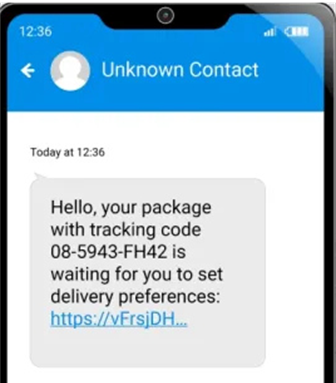 12:36
Unknown Contact
Today at 12:36
Hello, your package
with tracking code
08-5943-FH42 is
waiting for you to set
delivery preferences:
https://vFrsjDH...